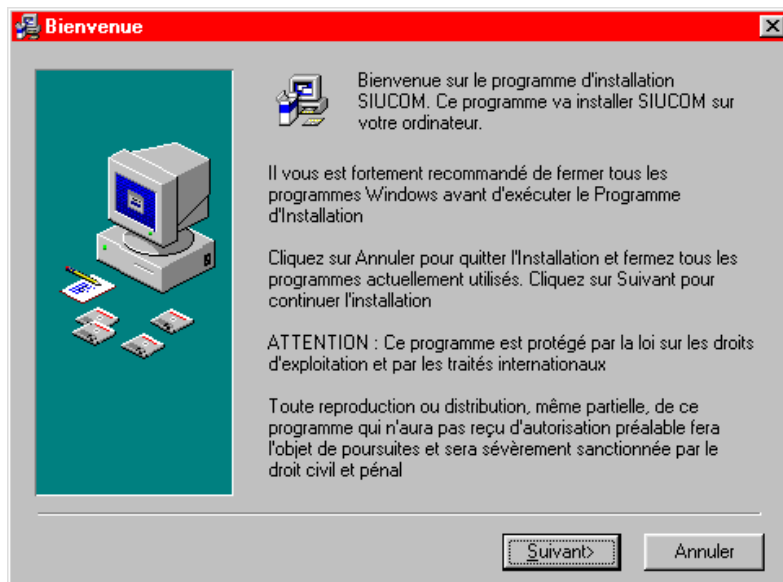 Bienvenue
Bienvenue sur le programme d'installation
SIUCOM. Ce programme va installer SIUCOM sur
votre ordinateur.
Il vous est fortement recommandé de fermer tous les
programmes Windows avant d'exécuter le Programme
d'Installation
Cliquez sur Annuler pour quitter l'Installation et fermez tous les
programmes actuellement utilisés. Cliquez sur Suivant pour
continuer l'installation
ATTENTION : Ce programme est protégé par la loi sur les droits
d'exploitation et par les traités internationaux
Toute reproduction ou distribution, même partielle, de ce
programme qui n'aura pas reçu d'autorisation préalable fera
l'objet de poursuites et sera sévèrement sanctionnée par le
droit civil et pénal
Suivant>
Annuler